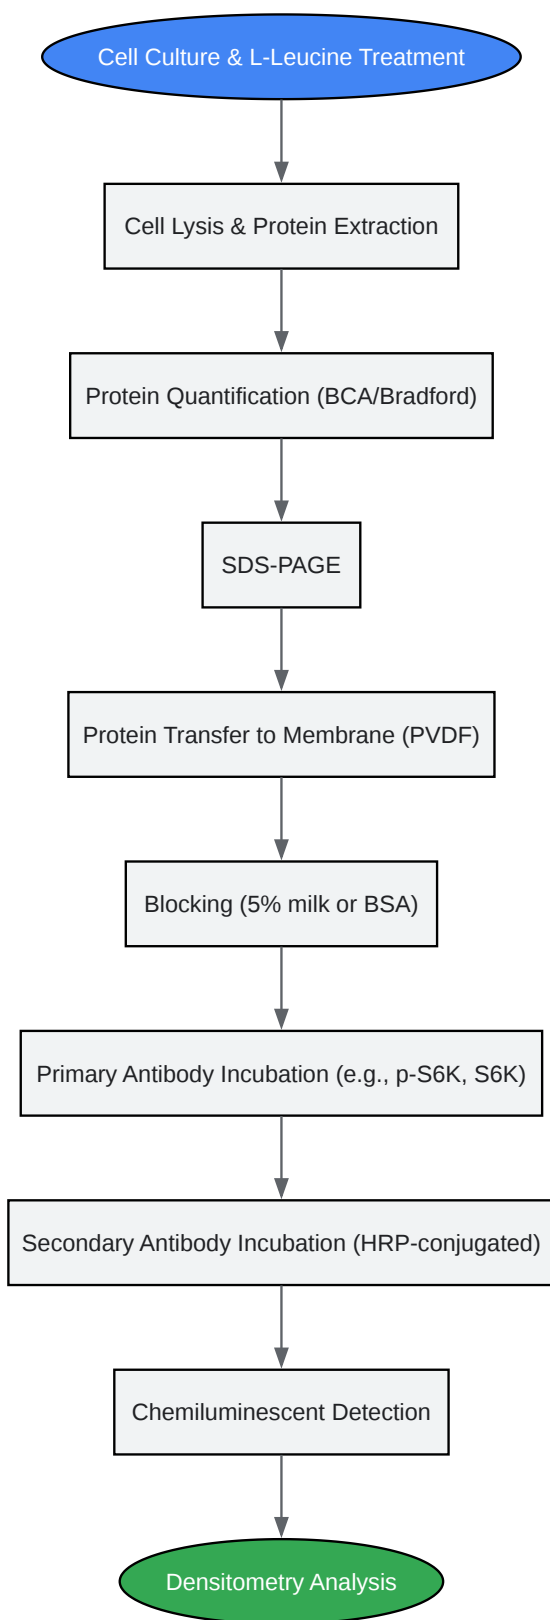 Cell Culture & L-Leucine Treatment
Cell Lysis & Protein Extraction
Protein Quantification (BCA/Bradford)
SDS-PAGE
Protein Transfer to Membrane (PVDF)
Blocking (5% milk or BSA)
Primary Antibody Incubation (e.g., p-S6K, S6K)
Secondary Antibody Incubation (HRP-conjugated)
Chemiluminescent Detection
Densitometry Analysis